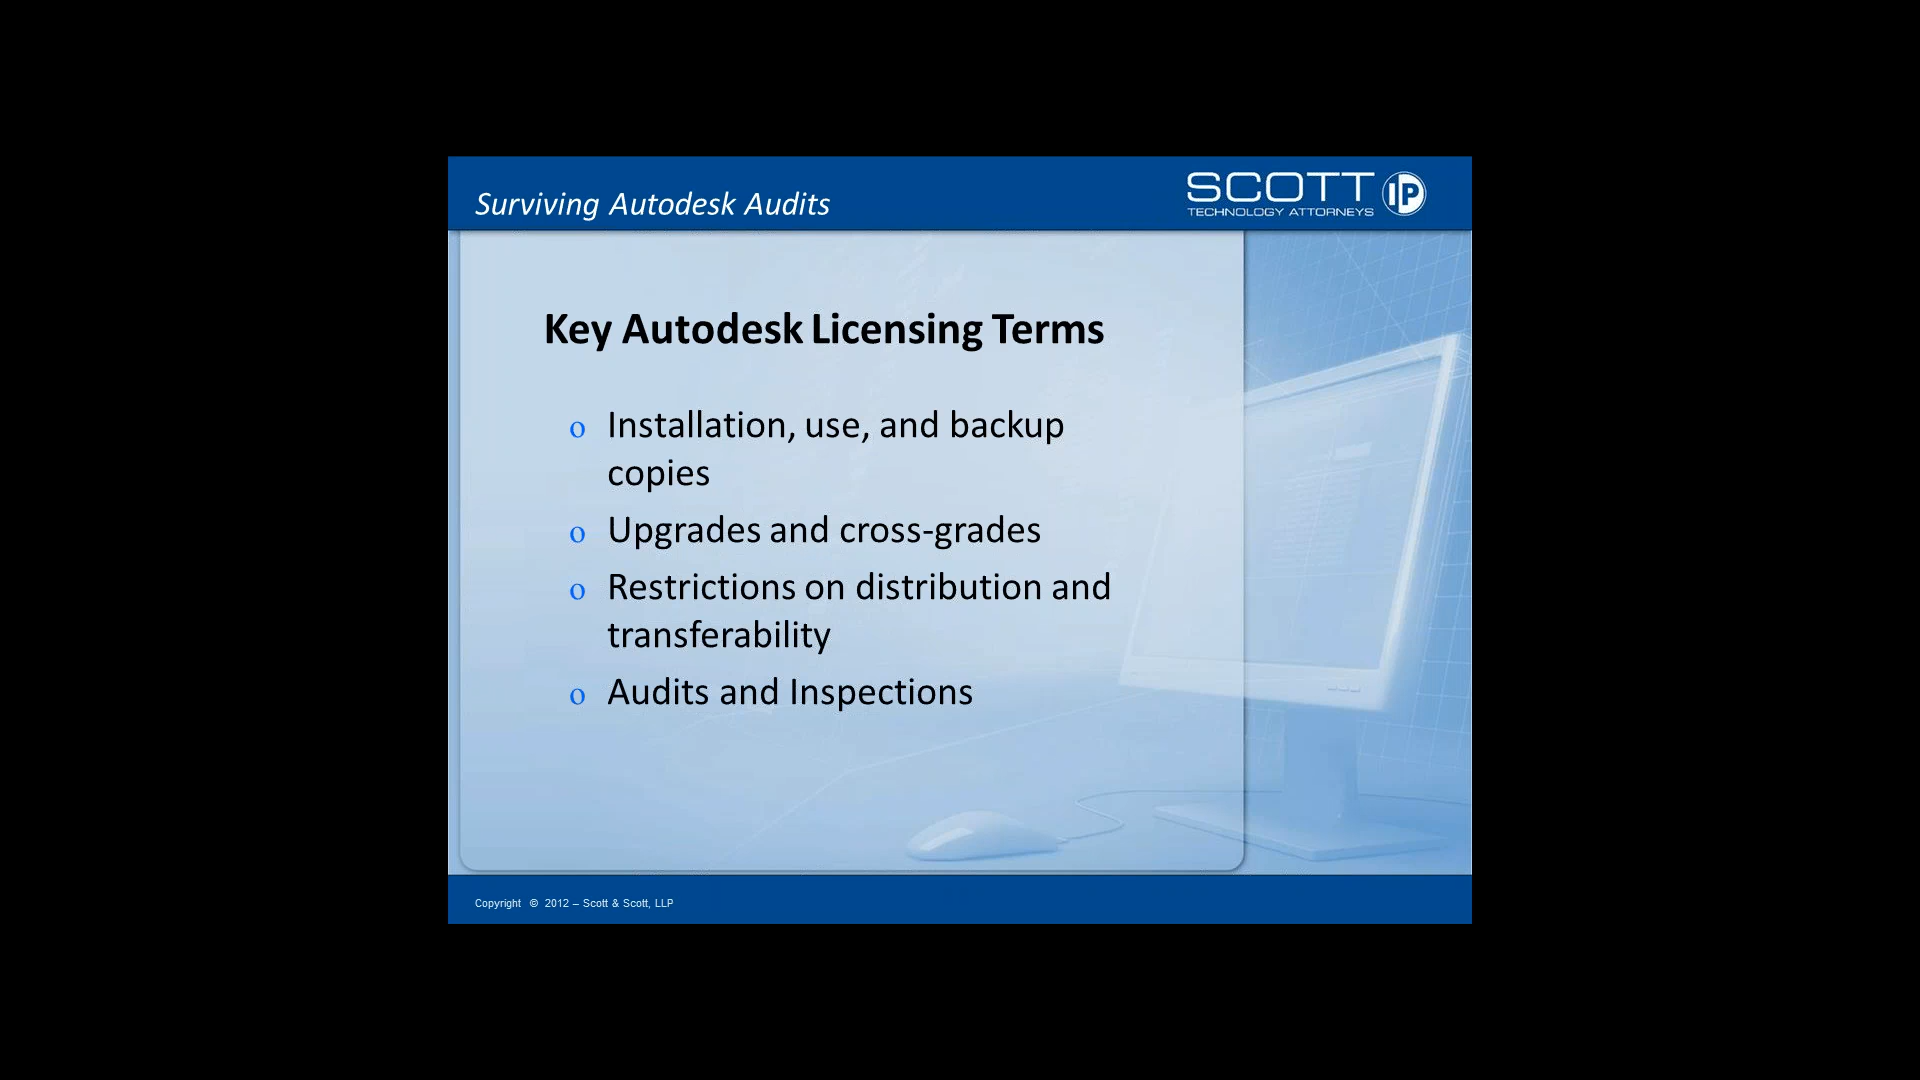 Surviving Autodesk Audits
SCOTT IP
TECHNOLOGY ATTORNEYS
Key Autodesk Licensing Terms
o Installation, use, and backup
copies
o Upgrades and cross-grades
o Restrictions on distribution and
transferability
o Audits and Inspections
Copyright © 2012 – Scott & Scott, LLP